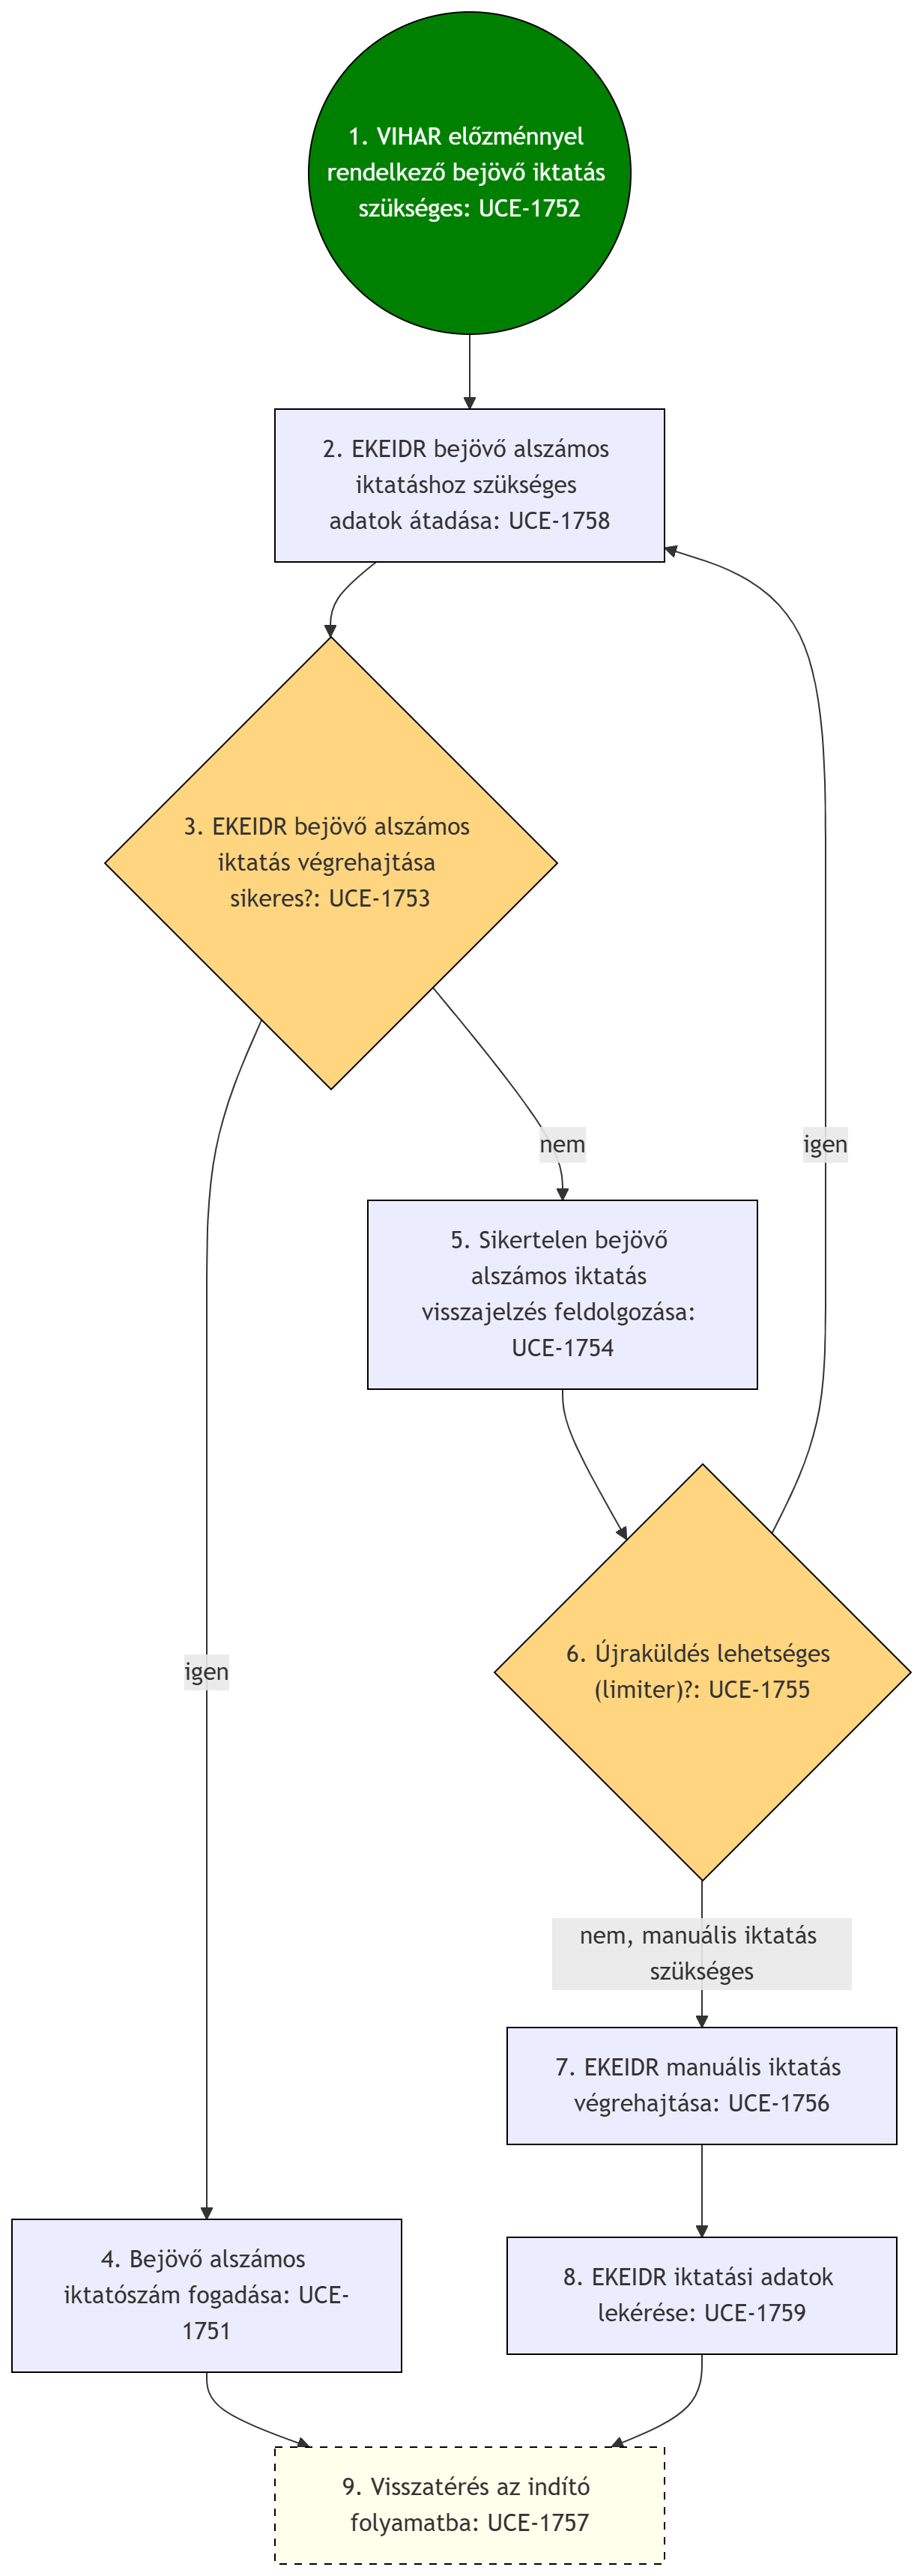 1. VIHAR előzménnyel
rendelkező bejövő iktatás
szükséges: UCE-1752
2. EKEIDR bejövő alszámos
iktatáshoz szükséges
adatok átadása: UCE-1758
3. EKEIDR bejövő alszámos
iktatás végrehajtása
sikeres?: UCE-1753
nem
igen
5. Sikertelen bejövő
alszámos iktatás
visszajelzés feldolgozása:
UCE-1754
6. Újraküldés lehetséges
(limiter)?: UCE-1755
igen
nem, manuális iktatás
szükséges
7. EKEIDR manuális iktatás
végrehajtása: UCE-1756
4. Bejövő alszámos
iktatószám fogadása: UCE-
1751
8. EKEIDR iktatási adatok
lekérése: UCE-1759
9. Visszatérés az indító
folyamatba: UCE-1757